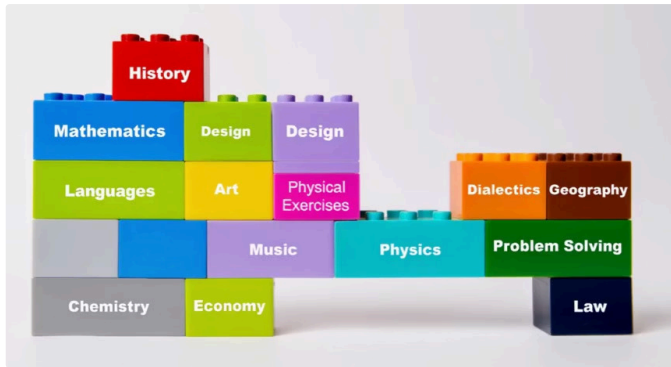 History
Mathematics
Design
Design
Languages
Art
Physical
Exercises
Dialectics
Geography
Music
Physics
Problem Solving
Chemistry
Economy
Law